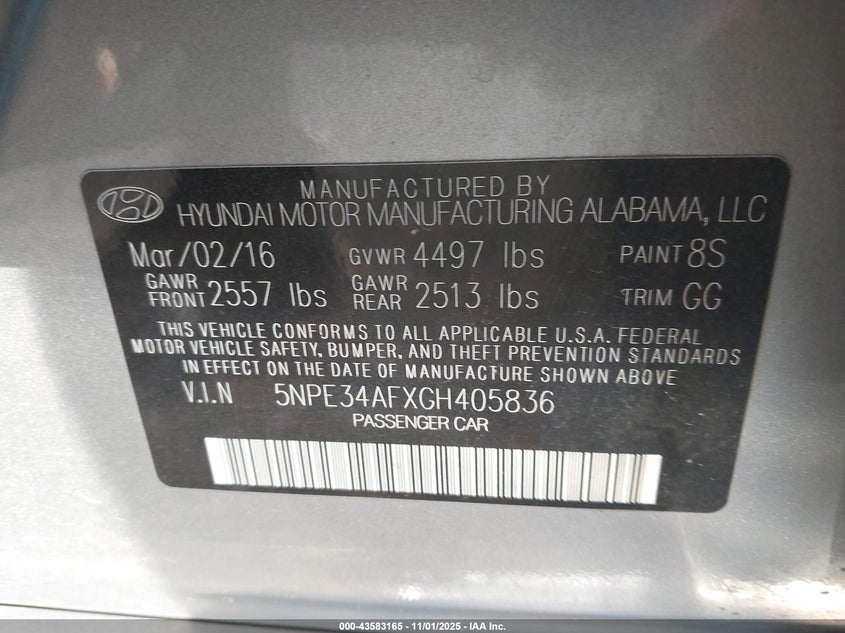 MANUFACTURED BY
HYUNDAI MOTOR MANUFACTURING ALABAMA, LLC
Mar/02/16 GVWR 4497 lbs PAINT 8S
GAWR FRONT 2557 lbs GAWR REAR 2513 lbs TRIM GG
THIS VEHICLE CONFORMS TO ALL APPLICABLE U.S.A. FEDERAL
MOTOR VEHICLE SAFETY, BUMPER, AND THEFT PREVENTION STANDARDS
IN EFFECT ON THE DATE OF MANUFACTURE SHOWN ABOVE.
V.I.N 5NPE34AFXGH405836
PASSENGER CAR
000-43583165 - 11/01/2025 - IAA Inc.